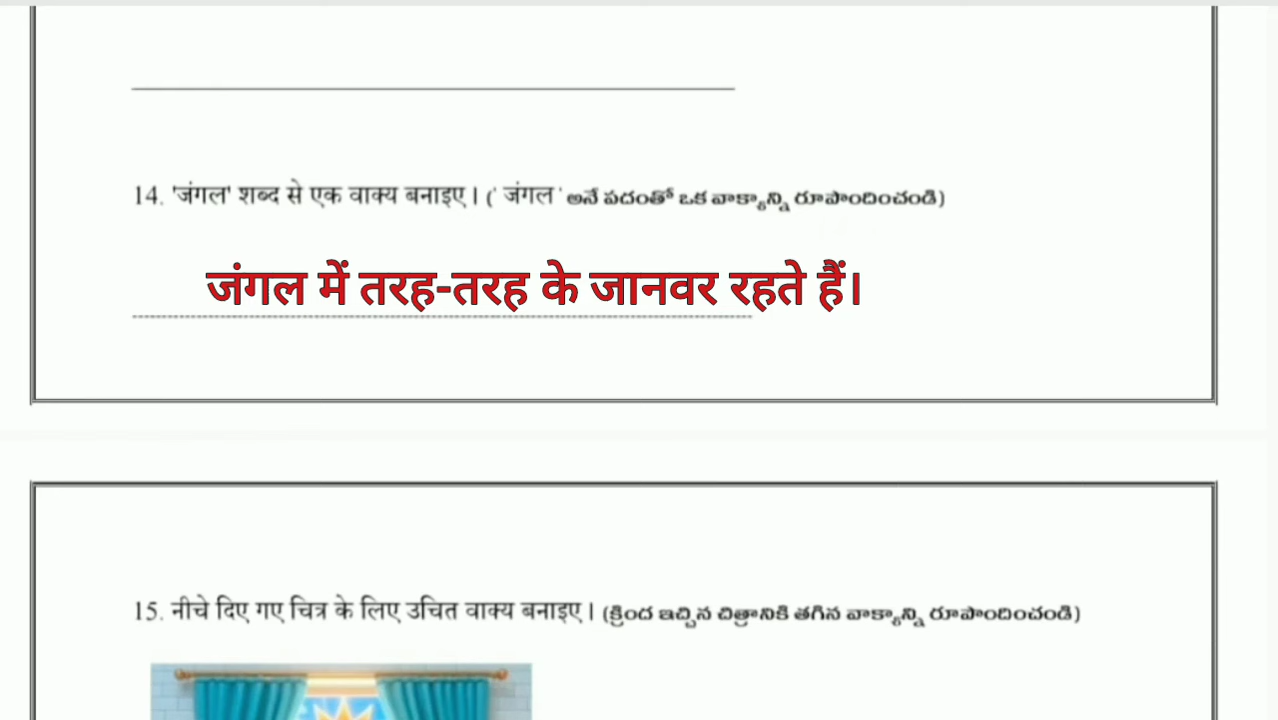 14. 'जंगल' शब्द से एक वाक्य बनाइए। (' जंगल ' అనే పదంతో ఒక వాక్యాన్ని రూపొందించండి)
जंगल में तरह-तरह के जानवर रहते हैं।
15. नीचे दिए गए चित्र के लिए उचित वाक्य बनाइए। (క్రింద ఇచ్చిన చిత్రానికి తగిన వాక్యాన్ని రూపొందించండి)